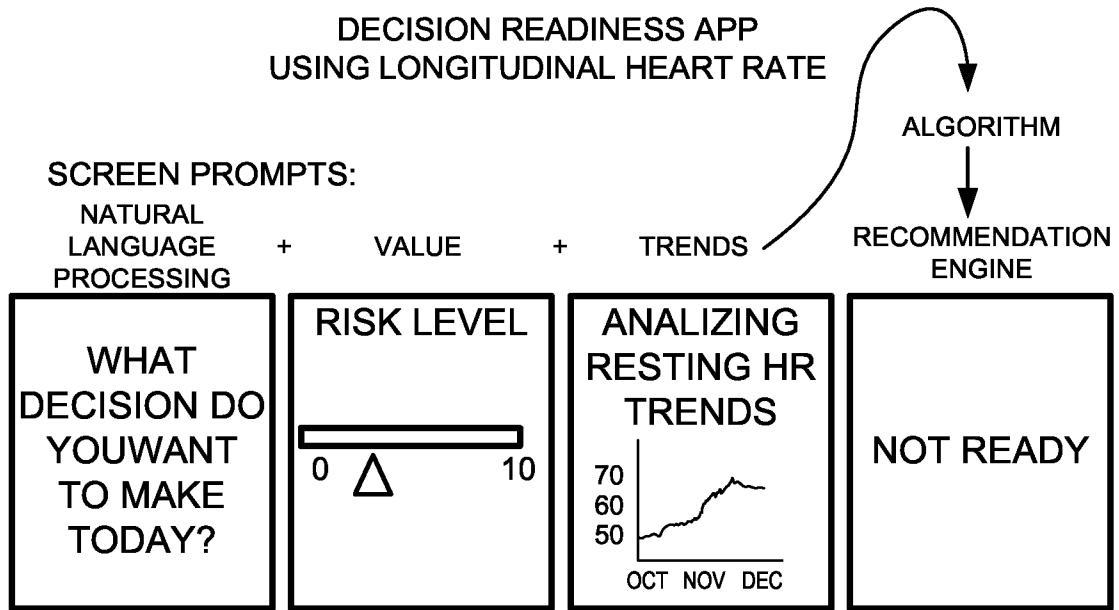 DECISION READINESS APP
USING LONGITUDINAL HEART RATE
ALGORITHM
SCREEN PROMPTS:
NATURAL
LANGUAGE
PROCESSING
+
VALUE
+
TRENDS
RECOMMENDATION
ENGINE
WHAT
DECISION DO
YOUWANT
TO MAKE
TODAY?
RISK LEVEL
0 10
ANALIZING
RESTING HR
TRENDS
70
60
50
OCT NOV DEC
NOT READY